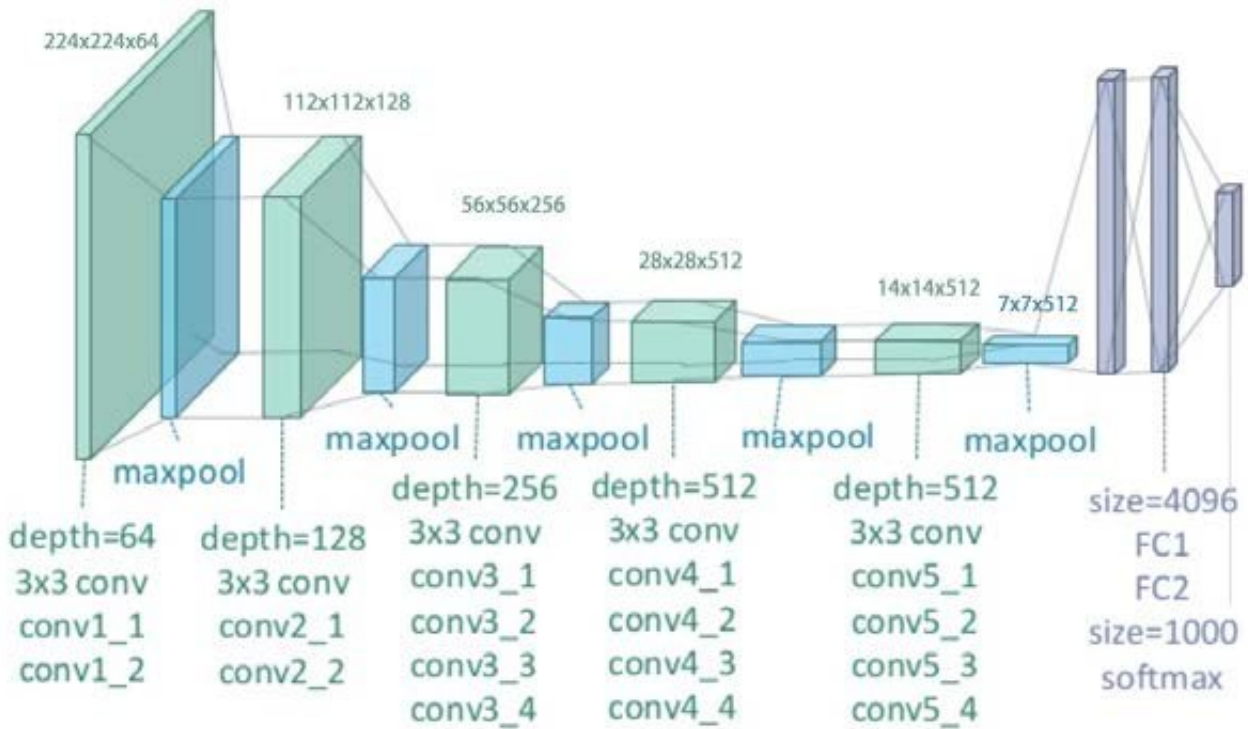 224x224x64
112x112x128
56x56x256
28x28x512
14x14x512
7x7x512
maxpool
maxpool
maxpool
maxpool
maxpool
depth=64
3x3 conv
conv1_1
conv1_2
depth=128
3x3 conv
conv2_1
conv2_2
depth=256
3x3 conv
conv3_1
conv3_2
conv3_3
conv3_4
depth=512
3x3 conv
conv4_1
conv4_2
conv4_3
conv4_4
depth=512
3x3 conv
conv5_1
conv5_2
conv5_3
conv5_4
size=4096
FC1
FC2
size=1000
softmax